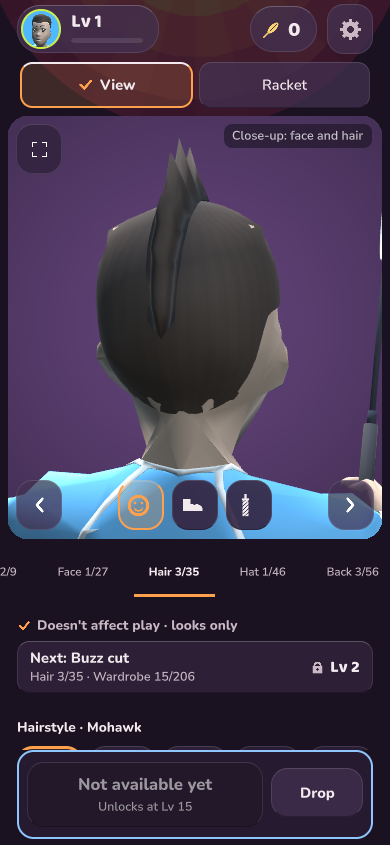 Lv 1
0
View
Racket
Close-up: face and hair
2/9
Face 1/27
Hair 3/35
Hat 1/46
Back 3/56
Doesn't affect play · looks only
Next: Buzz cut
Hair 3/35 · Wardrobe 15/206
Lv 2
Hairstyle · Mohawk
Not available yet
Unlocks at Lv 15
Drop